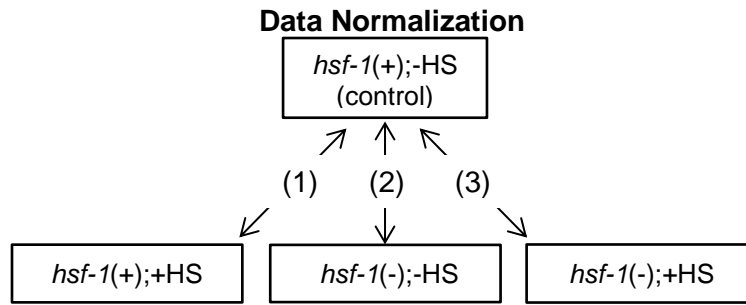 Data Normalization
hsf-1(+);-HS
(control)
(1) (2) (3)
hsf-1(+);+HS hsf-1(-);-HS hsf-1(-);+HS